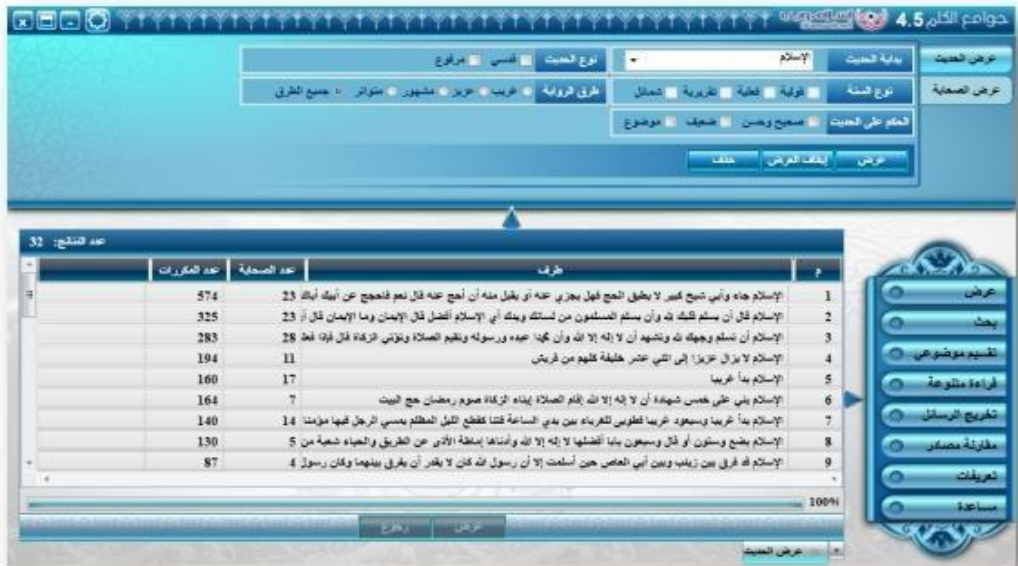 جوامع الكلم 4.5
عرض الحديث
عرض الصحابة
بداية الحديث الإسلام نوع الحديث قدسي مرفوع
نوع السنة قولية فعلية تقريرية شمائل طرق الرواية غريب عزيز مشهور متواتر جميع الطرق
الحكم على الحديث صحيح وحسن ضعيف موضوع
عرض إيقاف العرض حذف
عدد النتائج: 32
م طرف عدد الصحابة عدد المكررات
1 الإسلام جاه وأبي شيخ كبير لا يطيق الحج فهل يجزي عنه أو يقبل منه أن أحج عنه قال نعم فاحجج عن أبيك أباك 23 574
2 الإسلام قال أن يسلم قلبك لله وأن يسلم المسلمون من لسانك ويدك أي الإسلام أفضل قال الإيمان وما الإيمان قال أ 23 325
3 الإسلام أن تسلم وجهك لله وتشهد أن لا إله إلا الله وأن عبده ورسوله وتقيم الصلاة وتؤتي الزكاة قال فإذا فعل 28 283
4 الإسلام لا يزال عزيزا إلى اثني عشر خليفة كلهم من قريش 11 194
5 الإسلام بدأ غريبا 17 160
6 الإسلام بني على خمس شهادة أن لا إله إلا الله إقام الصلاة إيتاء الزكاة صوم رمضان حج البيت 7 164
7 الإسلام بدأ غريبا وسيعود غريبا فطوبى للغرباء بين يدي الساعة فتنا كقطع الليل المظلم يمسي الرجل فيها مؤمنا 14 140
8 الإسلام بضع وستون أو قال وسبعون بابا أفضلها لا إله إلا الله وأدناها إماطة الأذى عن الطريق والحياء شعبة من 5 130
9 الإسلام قد فرق بين زينب وبين أبي العاص حين أسلمت إلا أن رسول الله كان لا يقدر أن يفرق بينهما وكان رسول 4 87
100%
عرض رجوع
عرض الحديث
عرض
بحث
تقسيم موضوعي
قراءة متنوعة
تخريج الرسائل
مقارنة مصادر
تعريفات
مساعدة